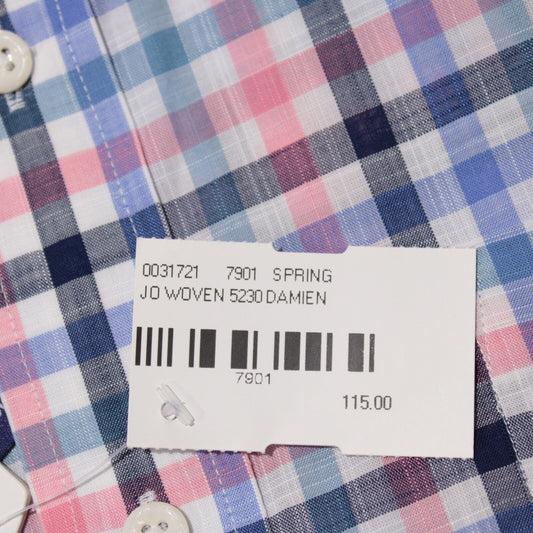 0031721 7901 SPRING
JO WOVEN 5230 DAMIEN
7901
115.00